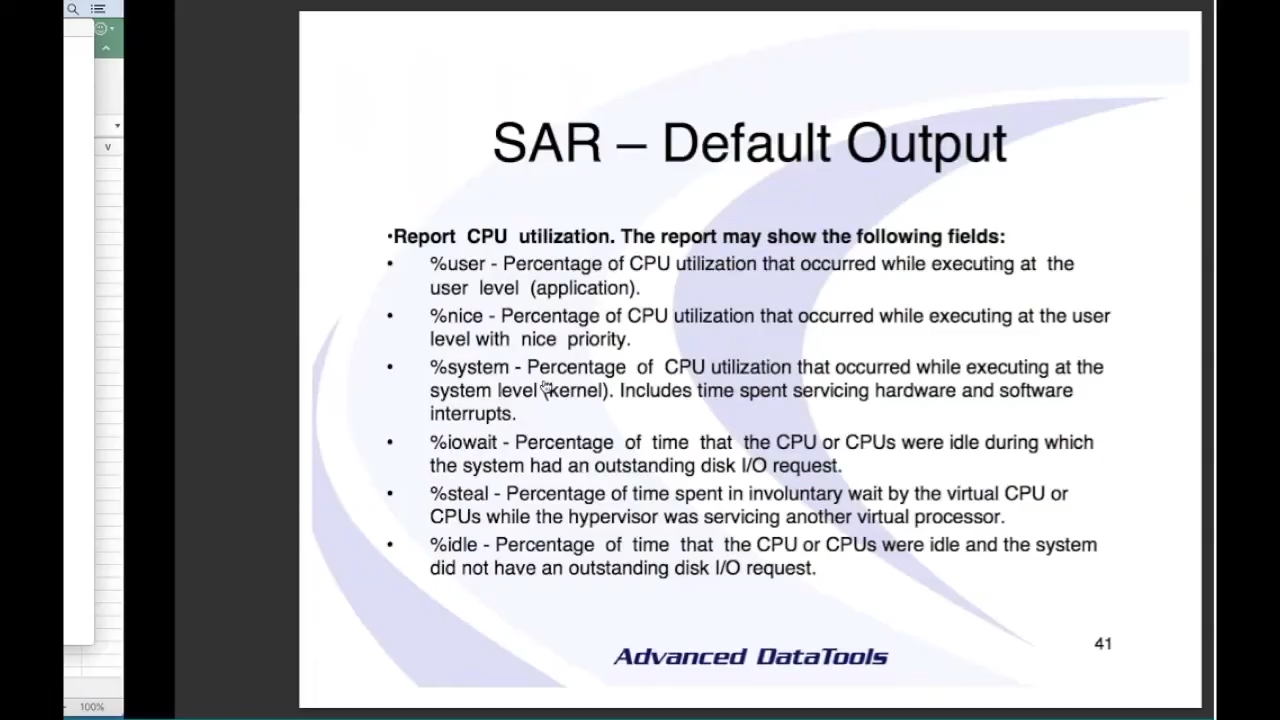 V
SAR – Default Output
•Report CPU utilization. The report may show the following fields:
• %user - Percentage of CPU utilization that occurred while executing at the
user level (application).
• %nice - Percentage of CPU utilization that occurred while executing at the user
level with nice priority.
• %system - Percentage of CPU utilization that occurred while executing at the
system level (kernel). Includes time spent servicing hardware and software
interrupts.
• %iowait - Percentage of time that the CPU or CPUs were idle during which
the system had an outstanding disk I/O request.
• %steal - Percentage of time spent in involuntary wait by the virtual CPU or
CPUs while the hypervisor was servicing another virtual processor.
• %idle - Percentage of time that the CPU or CPUs were idle and the system
did not have an outstanding disk I/O request.
41
Advanced DataTools
100%